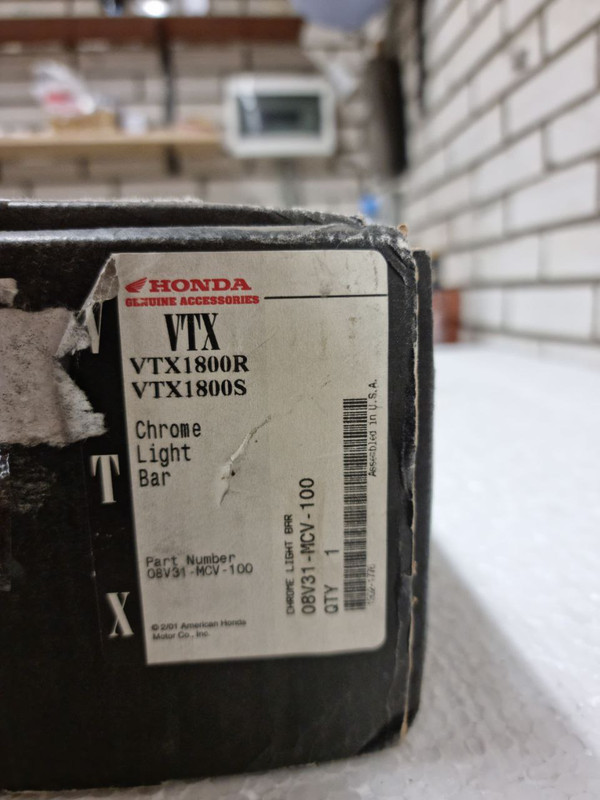 HONDA
GENUINE ACCESSORIES
VTX
VTX1800R
VTX1800S
Chrome
Light
Bar
Part Number
08V31-MCV-100
© 2/01 American Honda
Motor Co., Inc.
CHROME LIGHT BAR
08V31-MCV-100
QTY 1
Assembled in U.S.A.
V
T
X